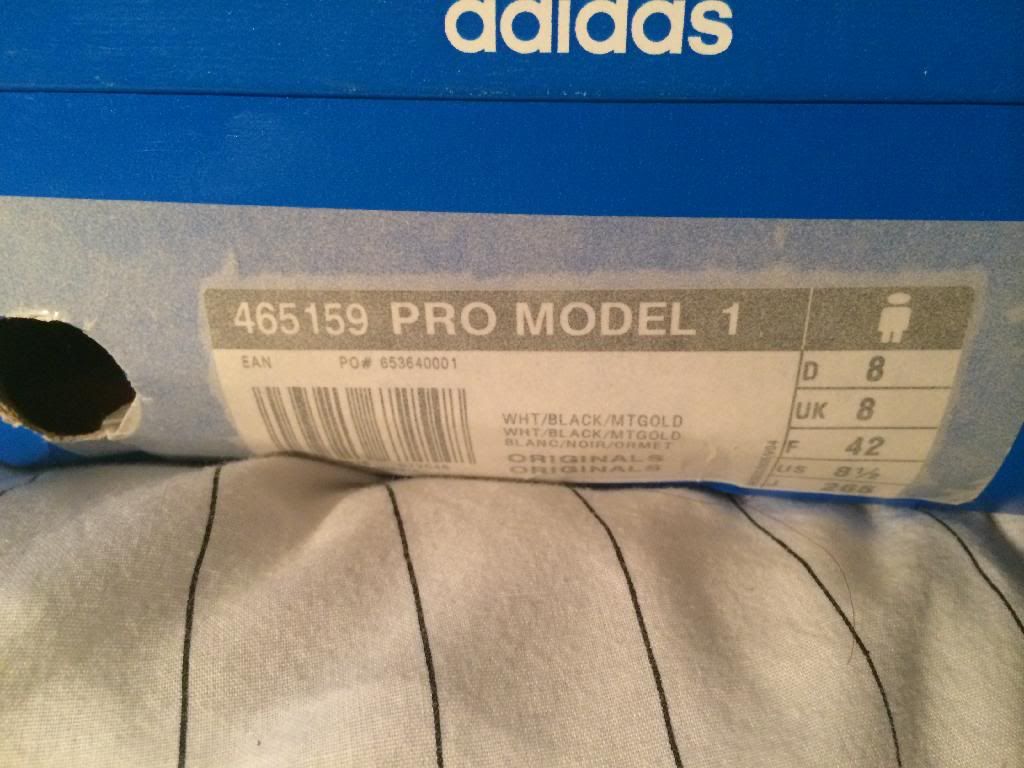 adidas
465159 PRO MODEL 1
EAN PO# 653640001
WHT/BLACK/MTGOLD
WHT/BLACK/MTGOLD
BLANC/NOIR/ORMET
ORIGINALS
ORIGINALS
D 8
UK 8
F 42
US 8½
J 265